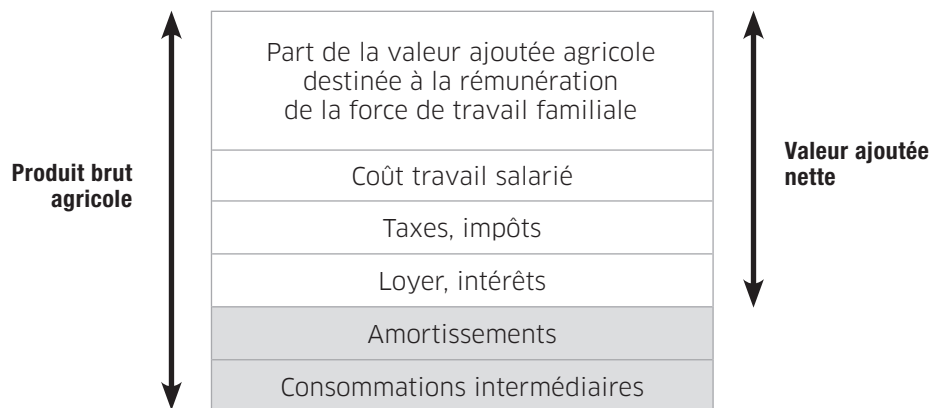 Part de la valeur ajoutée agricole
destinée à la rémunération
de la force de travail familiale
Produit brut
agricole
Valeur ajoutée
nette
Coût travail salarié
Taxes, impôts
Loyer, intérêts
Amortissements
Consommations intermédiaires